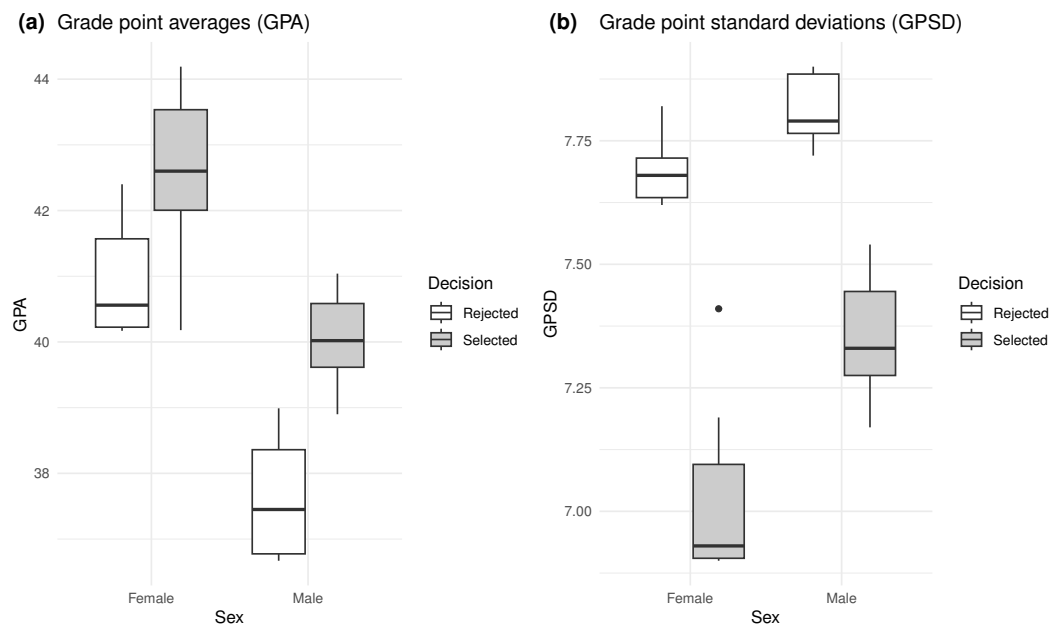 (a) Grade point averages (GPA)
GPA
44
42
40
38
Female
Male
Sex
Decision
Rejected
Selected
(b) Grade point standard deviations (GPSD)
GPSD
7.75
7.50
7.25
7.00
Female
Male
Sex
Decision
Rejected
Selected